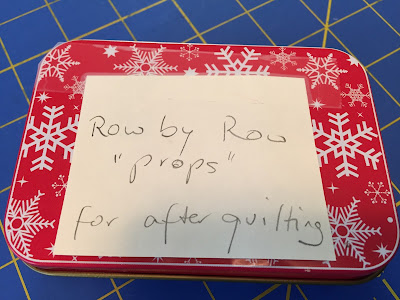 Row by Row
"props"
for after quilting